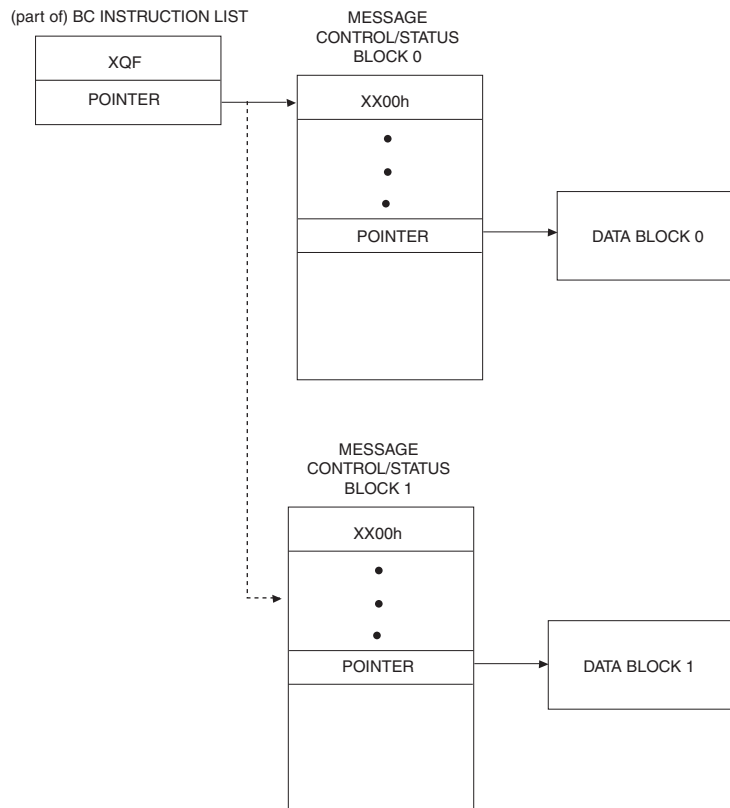 (part of) BC INSTRUCTION LIST
XQF
POINTER
MESSAGE
CONTROL/STATUS
BLOCK 0
XX00h
POINTER
DATA BLOCK 0
MESSAGE
CONTROL/STATUS
BLOCK 1
XX00h
POINTER
DATA BLOCK 1